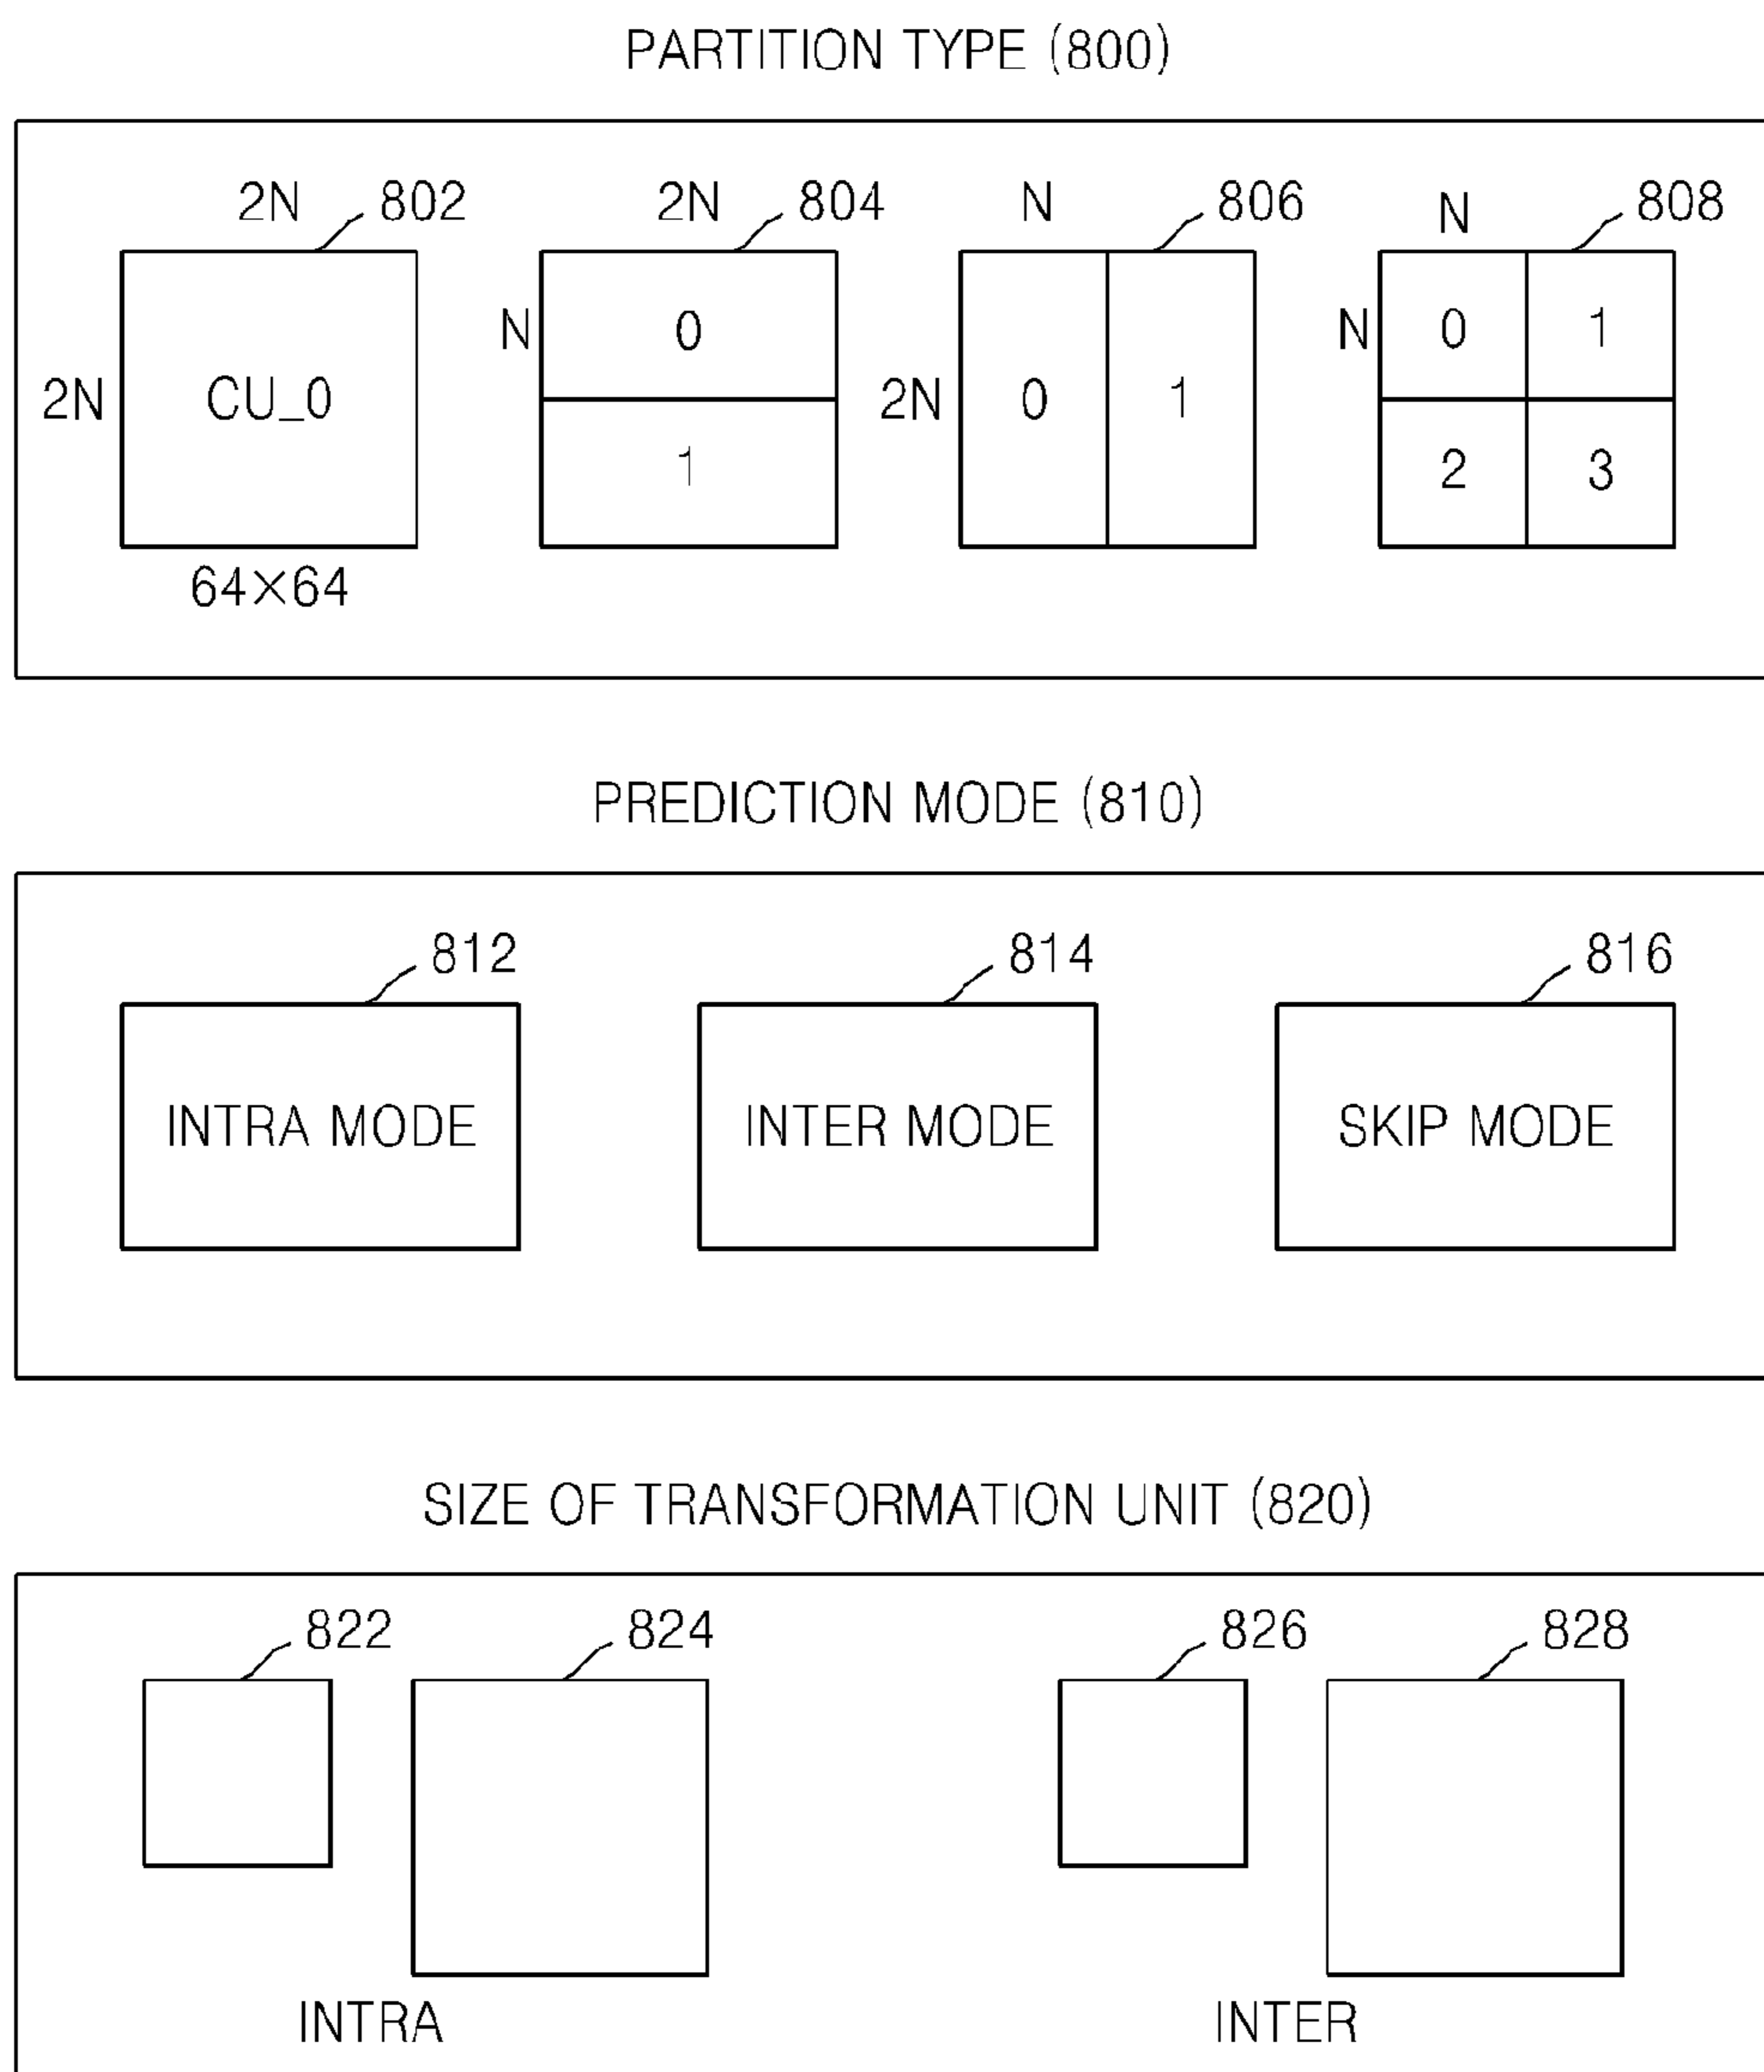 PARTITION TYPE (800)
2N 802 2N 804 N 806 N 808
N 0 N 0 1
2N CU_0 2N 0 1
1 2 3
64×64
PREDICTION MODE (810)
812 814 816
INTRA MODE INTER MODE SKIP MODE
SIZE OF TRANSFORMATION UNIT (820)
822 824 826 828
INTRA INTER